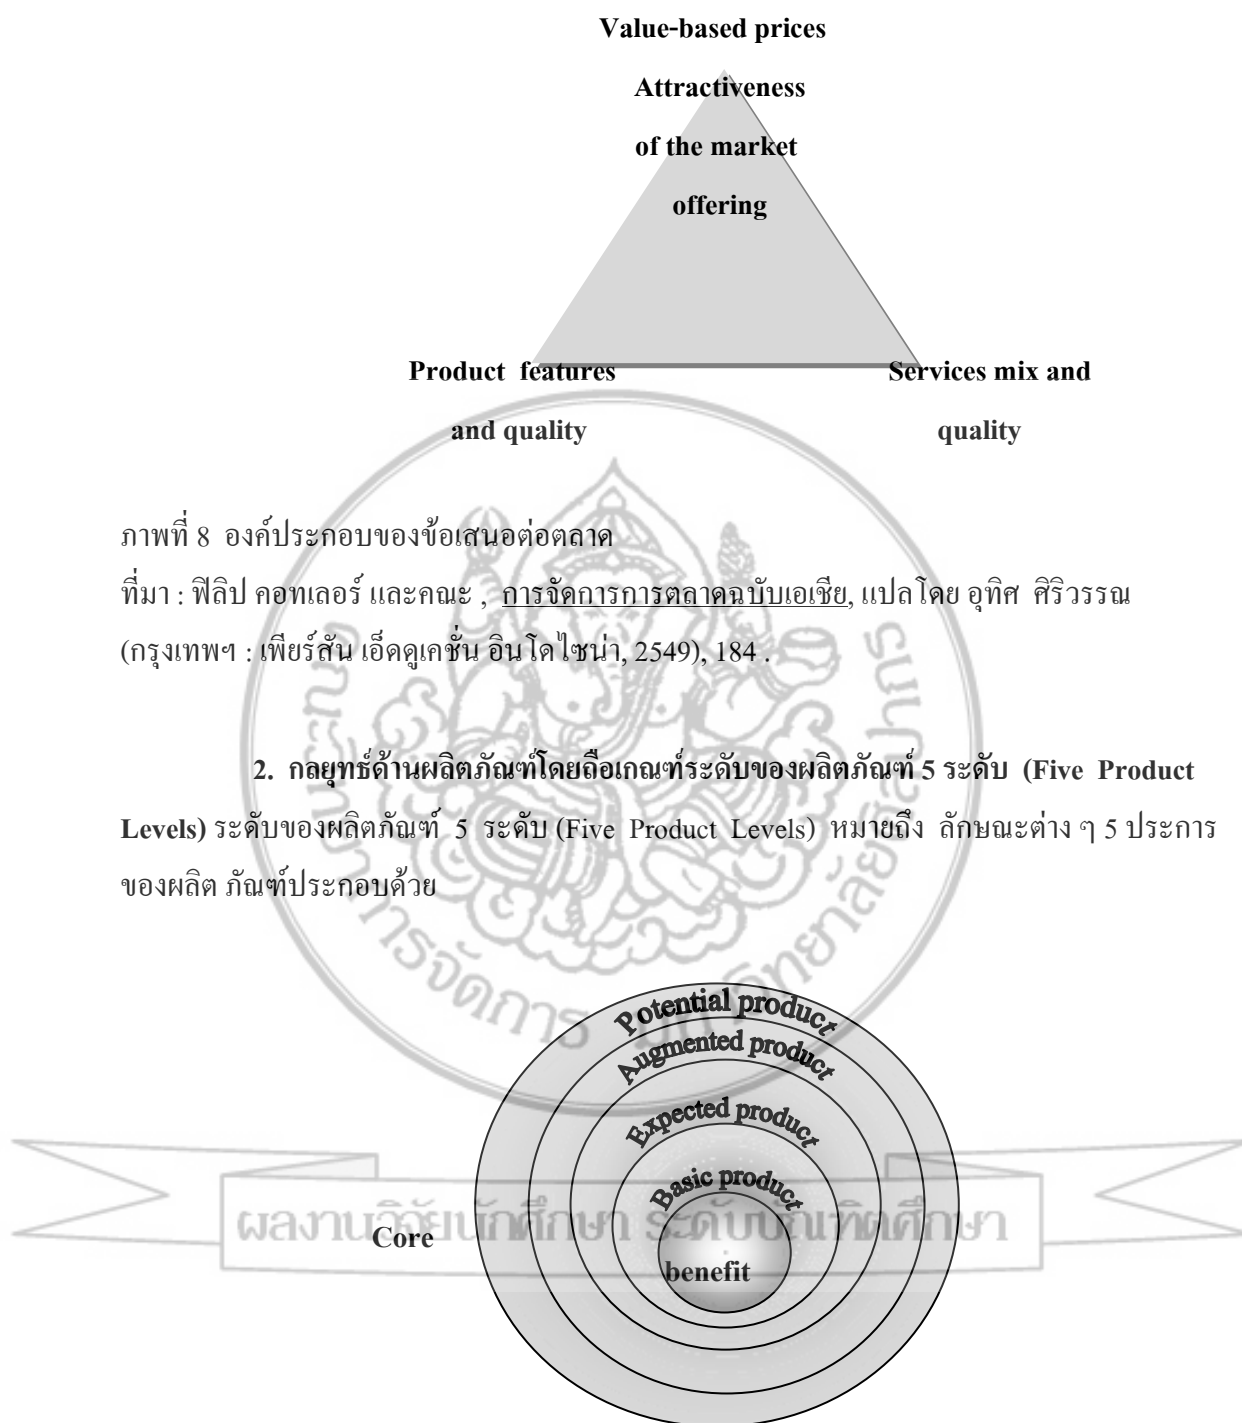 Value-based prices
Attractiveness
of the market
offering
Product features
and quality
Services mix and
quality
ภาพที่ 8 องค์ประกอบของข้อเสนอต่อตลาด
ที่มา : ฟิลิป คอทเลอร์ และคณะ , การจัดการการตลาดฉบับเอเชีย, แปลโดย อุทิศ ศิริวรรณ
(กรุงเทพฯ : เพียร์สัน เอ็ดดูเคชั่น อินโดไซน่า, 2549), 184 .
2. กลยุทธ์ด้านผลิตภัณฑ์โดยถือเกณฑ์ระดับของผลิตภัณฑ์ 5 ระดับ (Five Product
Levels) ระดับของผลิตภัณฑ์ 5 ระดับ (Five Product Levels) หมายถึง ลักษณะต่าง ๆ 5 ประการ
ของผลิต ภัณฑ์ประกอบด้วย
Potential product
Augmented product
Expected product
Basic product
Core
benefit
ผลงานวิจัยนักศึกษา ระดับบัณฑิตศึกษา